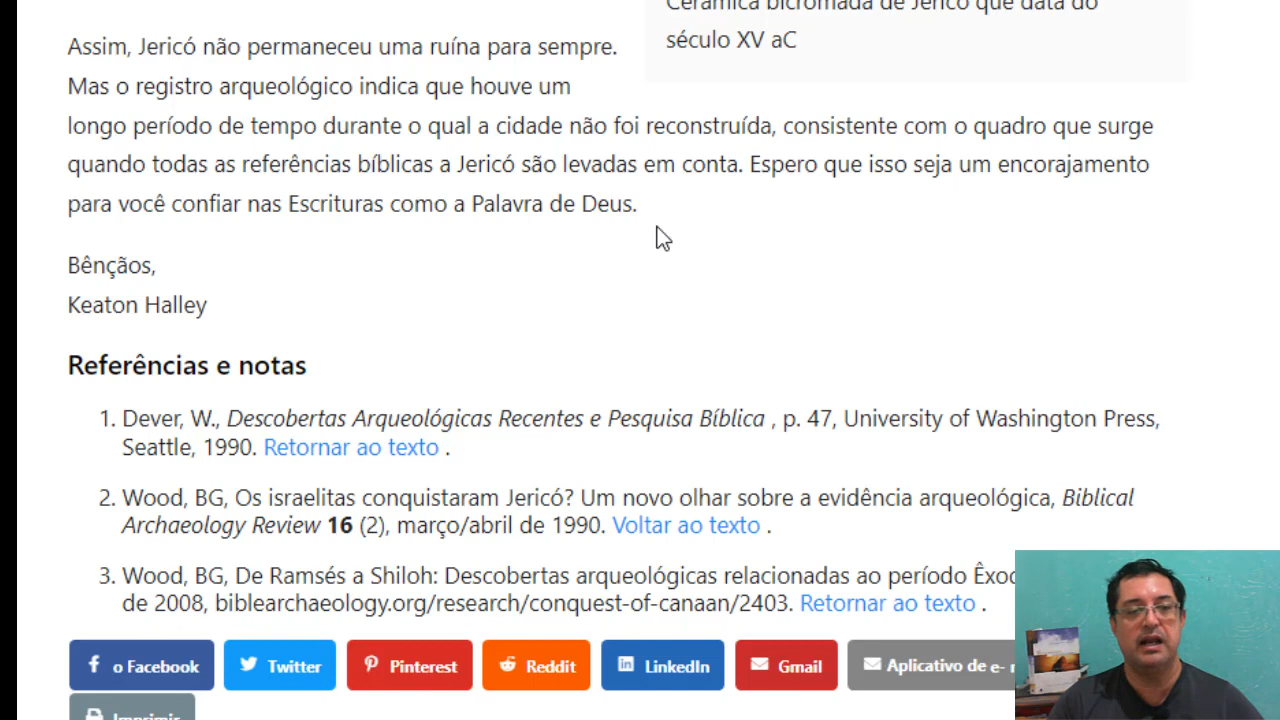 Cerâmica bicromada de Jericó que data do
século XV aC
Assim, Jericó não permaneceu uma ruína para sempre.
Mas o registro arqueológico indica que houve um
longo período de tempo durante o qual a cidade não foi reconstruída, consistente com o quadro que surge
quando todas as referências bíblicas a Jericó são levadas em conta. Espero que isso seja um encorajamento
para você confiar nas Escrituras como a Palavra de Deus.
Bênçãos,
Keaton Halley
Referências e notas
1. Dever, W., Descobertas Arqueológicas Recentes e Pesquisa Bíblica , p. 47, University of Washington Press,
Seattle, 1990. Retornar ao texto .
2. Wood, BG, Os israelitas conquistaram Jericó? Um novo olhar sobre a evidência arqueológica, Biblical
Archaeology Review 16 (2), março/abril de 1990. Voltar ao texto .
3. Wood, BG, De Ramsés a Shiloh: Descobertas arqueológicas relacionadas ao período
de 2008, biblearchaeology.org/research/conquest-of-canaan/2403. Retornar ao texto .
o Facebook
Twitter
Pinterest
Reddit
LinkedIn
Gmail
Aplicativo de e-
Imprimir